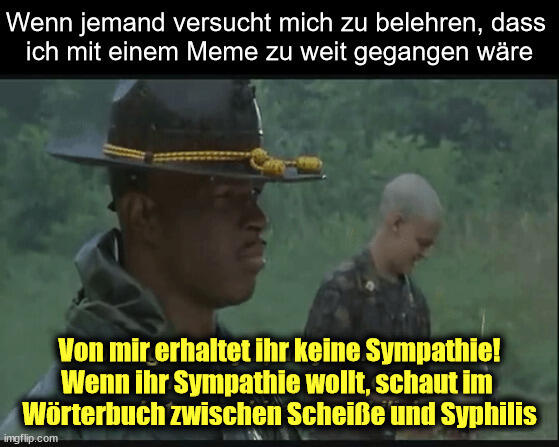 Wenn jemand versucht mich zu belehren, dass
ich mit einem Meme zu weit gegangen wäre
Von mir erhaltet ihr keine Sympathie!
Wenn ihr Sympathie wollt, schaut im
Wörterbuch zwischen Scheiße und Syphilis
imgflip.com